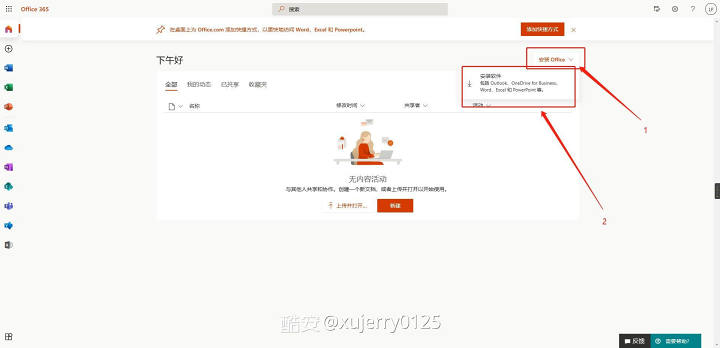 Office 365
搜索
LF
在桌面上为 Office.com 添加快捷方式，以更快地访问 Word、Excel 和 Powerpoint。
添加快捷方式
下午好
安装 Office
安装软件
包括 Outlook、OneDrive for Business、
Word、Excel 和 PowerPoint 等。
全部 我的动态 已共享 收藏夹
名称 修改时间 共享者 活动
1
2
无内容活动
与其他人共享和协作。创建一个新文档，或者上传并打开以开始使用。
上传并打开... 新建
酷安 @xujerry0125
反馈 需要帮助?